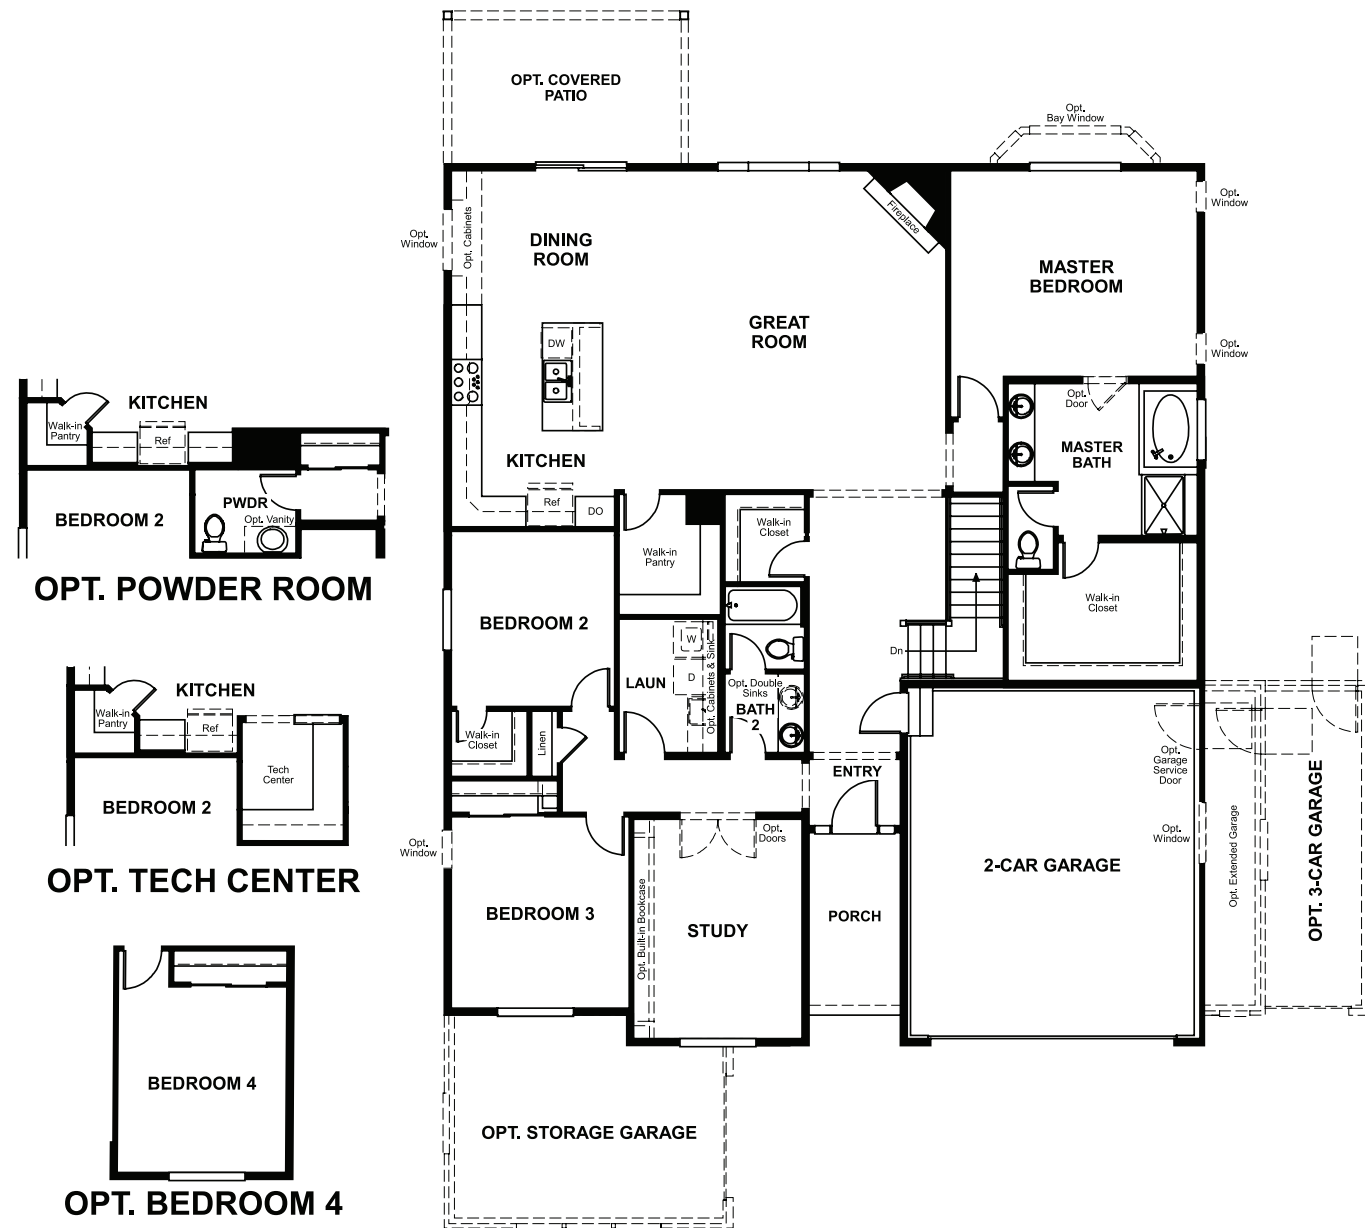 OPT. COVERED
PATIO
Opt.
Bay Window
Opt.
Window
Opt.
Window
Opt. Cabinets
DINING
ROOM
Fireplace
MASTER
BEDROOM
GREAT
ROOM
DW
Opt.
Window
Opt.
Door
MASTER
BATH
KITCHEN
Ref
DO
Walk-in
Pantry
Walk-in
Closet
Walk-in
Closet
BEDROOM 2
LAUN
W
D
Opt. Cabinets & Sink
Opt. Double
Sinks
BATH
2
Dn
Walk-in
Closet
Linen
ENTRY
Opt.
Garage
Service
Door
Opt.
Window
Opt.
Doors
Opt.
Window
2-CAR GARAGE
Opt. Extended Garage
OPT. 3-CAR GARAGE
BEDROOM 3
Opt. Built-in Bookcase
STUDY
PORCH
OPT. STORAGE GARAGE
KITCHEN
Walk-in
Pantry
Ref
BEDROOM 2
PWDR
Opt. Vanity
OPT. POWDER ROOM
KITCHEN
Walk-in
Pantry
Ref
Tech
Center
BEDROOM 2
OPT. TECH CENTER
BEDROOM 4
OPT. BEDROOM 4